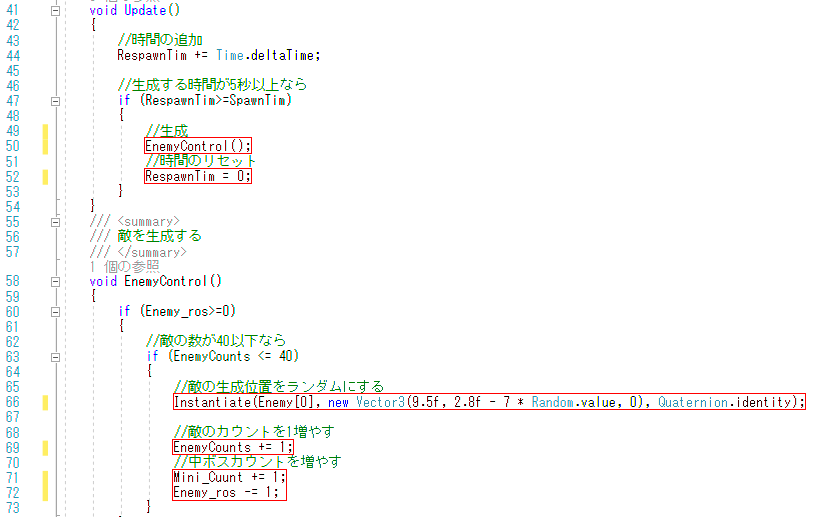 41 void Update()
42 {
43 //時間の追加
44 RespawnTim += Time.deltaTime;
45
46 //生成する時間が5秒以上なら
47 if (RespawnTim>=SpawnTim)
48 {
49 //生成
50 EnemyControl();
51 //時間のリセット
52 RespawnTim = 0;
53 }
54 }
55 /// <summary>
56 /// 敵を生成する
57 /// </summary>
1 個の参照
58 void EnemyControl()
59 {
60 if (Enemy_ros>=0)
61 {
62 //敵の数が40以下なら
63 if (EnemyCounts <= 40)
64 {
65 //敵の生成位置をランダムにする
66 Instantiate(Enemy[0], new Vector3(9.5f, 2.8f - 7 * Random.value, 0), Quaternion.identity);
67
68 //敵のカウントを1増やす
69 EnemyCounts += 1;
70 //中ボスカウントを増やす
71 Mini_Count += 1;
72 Enemy_ros -= 1;
73 }